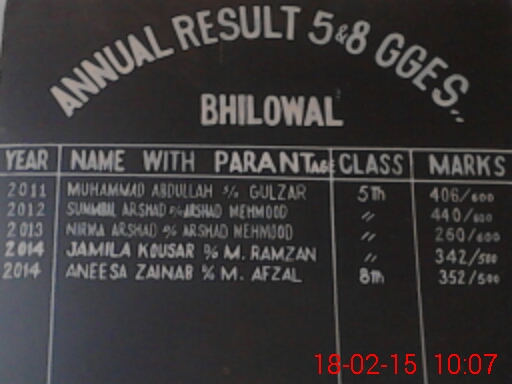 ANNUAL RESULT 5&8 GGES.,,
BHILOWAL
YEAR NAME WITH PARANTAGE CLASS MARKS
2011 MUHAMMAD ABDULLAH S/o GULZAR 5th 406/600
2012 SUMMBAL ARSHAD D/o ARSHAD MEHMOOD " 440/600
2013 NIRMA ARSHAD D/o ARSHAD MEHMOOD " 260/600
2014 JAMILA KOUSAR D/o M. RAMZAN " 342/500
2014 ANEESA ZAINAB D/o M. AFZAL 8th 352/500
18-02-15 10:07